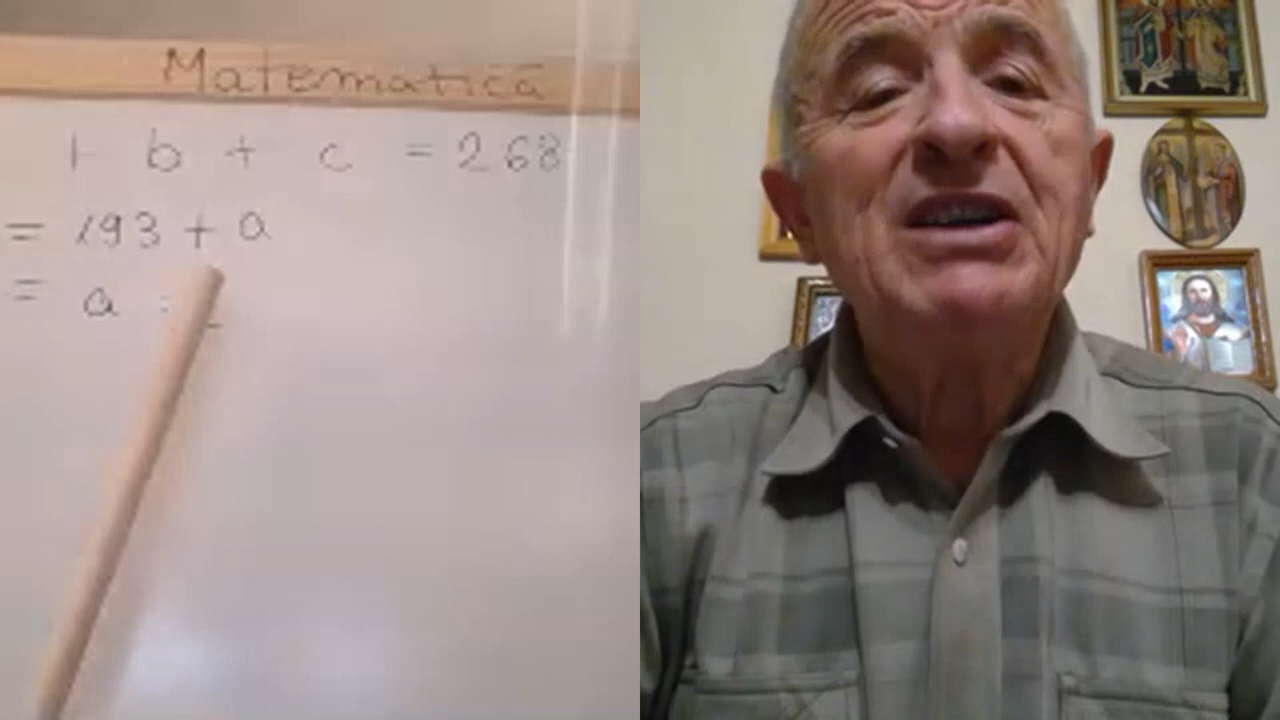 Matematică
+ b + c = 268
= 193 + a
= a :